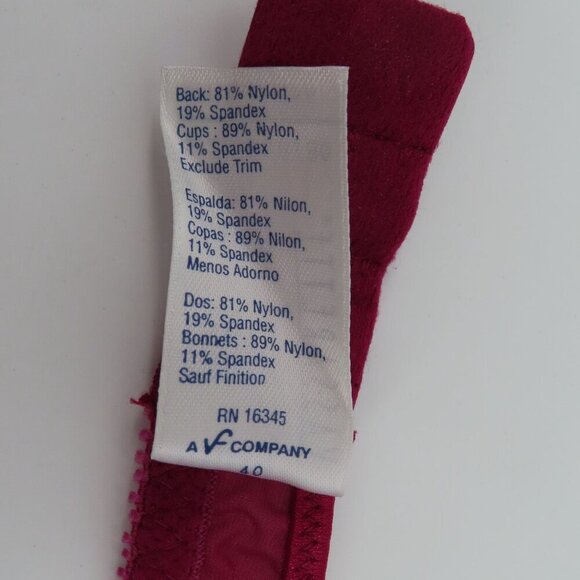 Back: 81% Nylon,
19% Spandex
Cups : 89% Nylon,
11% Spandex
Exclude Trim
Espalda: 81% Nilon,
19% Spandex
Copas : 89% Nilon,
11% Spandex
Menos Adorno
Dos: 81% Nylon,
19% Spandex
Bonnets : 89% Nylon,
11% Spandex
Sauf Finition
RN 16345
A VF COMPANY